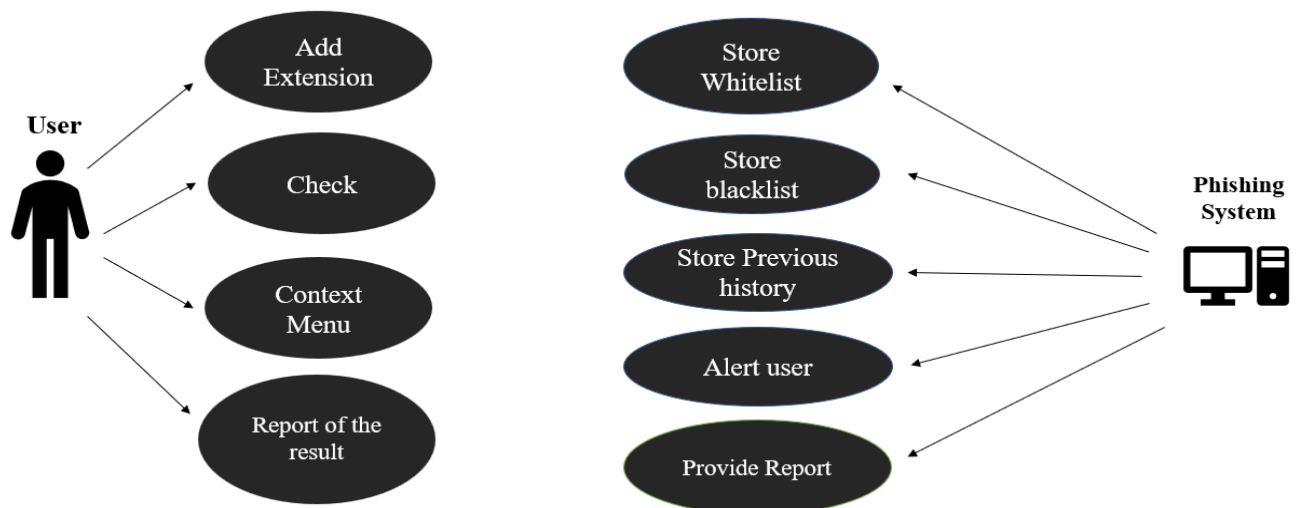 User
Add
Extension
Check
Context
Menu
Report of the
result
Store
Whitelist
Store
blacklist
Store Previous
history
Alert user
Provide Report
Phishing
System